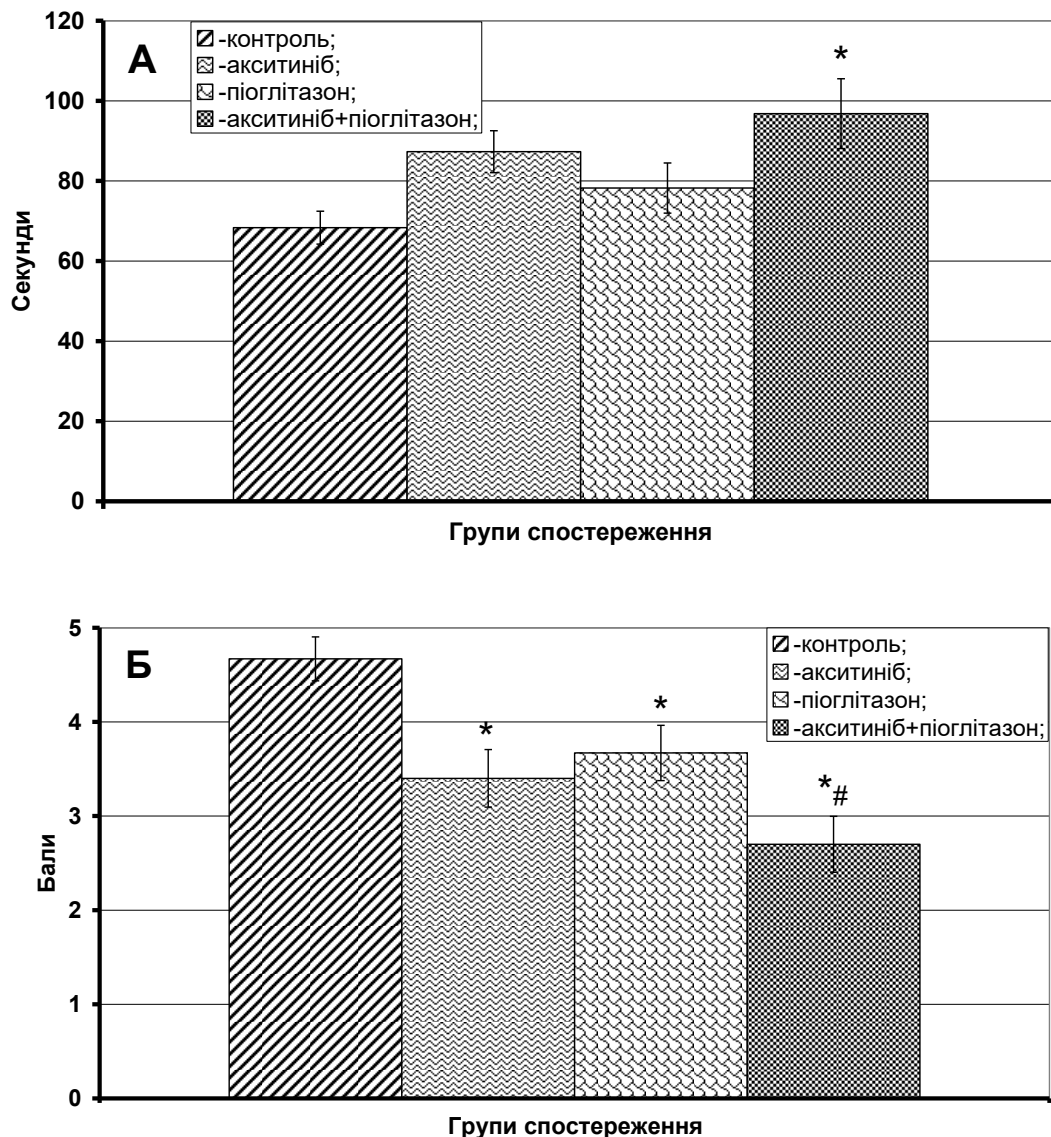 120
100
80
60
40
20
0
Секунди
А
-контроль;
-акситиніб;
-піоглітазон;
-акситиніб+піоглітазон;
*
Групи спостереження
5
4
3
2
1
0
Бали
Б
-контроль;
-акситиніб;
-піоглітазон;
-акситиніб+піоглітазон;
*
*
*#
Групи спостереження